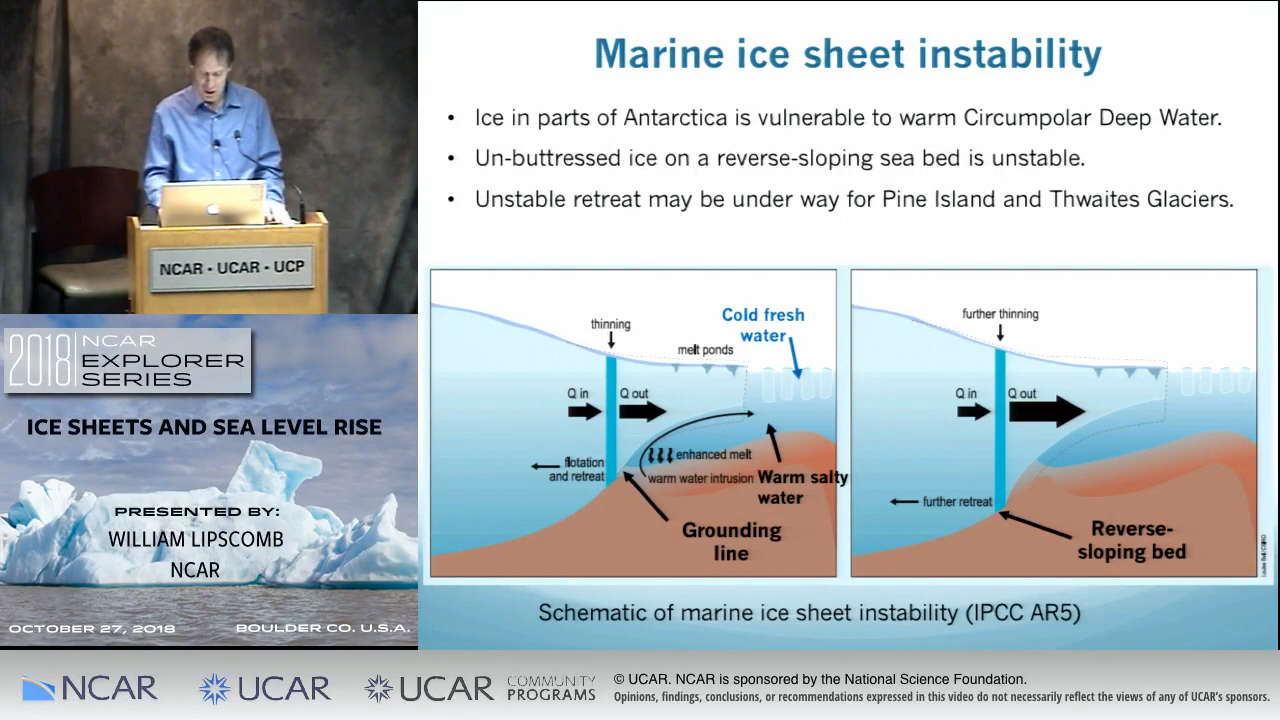 Marine ice sheet instability
• Ice in parts of Antarctica is vulnerable to warm Circumpolar Deep Water.
• Un-buttressed ice on a reverse-sloping sea bed is unstable.
• Unstable retreat may be under way for Pine Island and Thwaites Glaciers.
NCAR • UCAR • UCP
2018 NCAR
EXPLORER
SERIES
ICE SHEETS AND SEA LEVEL RISE
PRESENTED BY:
WILLIAM LIPSCOMB
NCAR
OCTOBER 27, 2018
BOULDER CO. U.S.A.
thinning
Cold fresh
water
melt ponds
Q in
Q out
flotation
and retreat
enhanced melt
warm water intrusion
Warm salty
water
Grounding
line
further thinning
Q in
Q out
further retreat
Reverse-
sloping bed
Schematic of marine ice sheet instability (IPCC AR5)
NCAR
UCAR
UCAR
COMMUNITY
PROGRAMS
© UCAR. NCAR is sponsored by the National Science Foundation.
Opinions, findings, conclusions, or recommendations expressed in this video do not necessarily reflect the views of any of UCAR's sponsors.